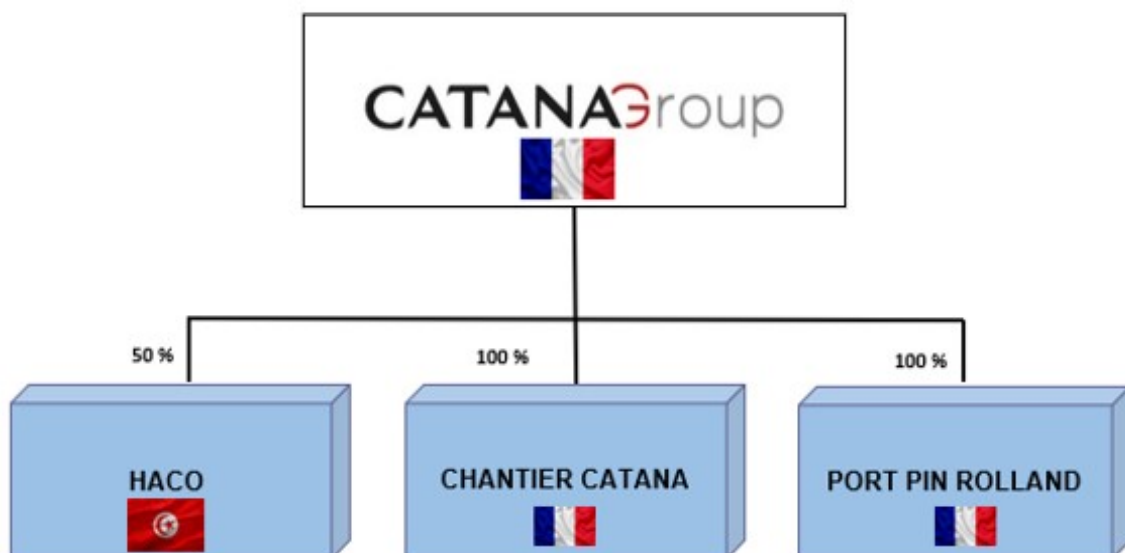 CATANAGroup
50 %
100 %
100 %
HACO
CHANTIER CATANA
PORT PIN ROLLAND